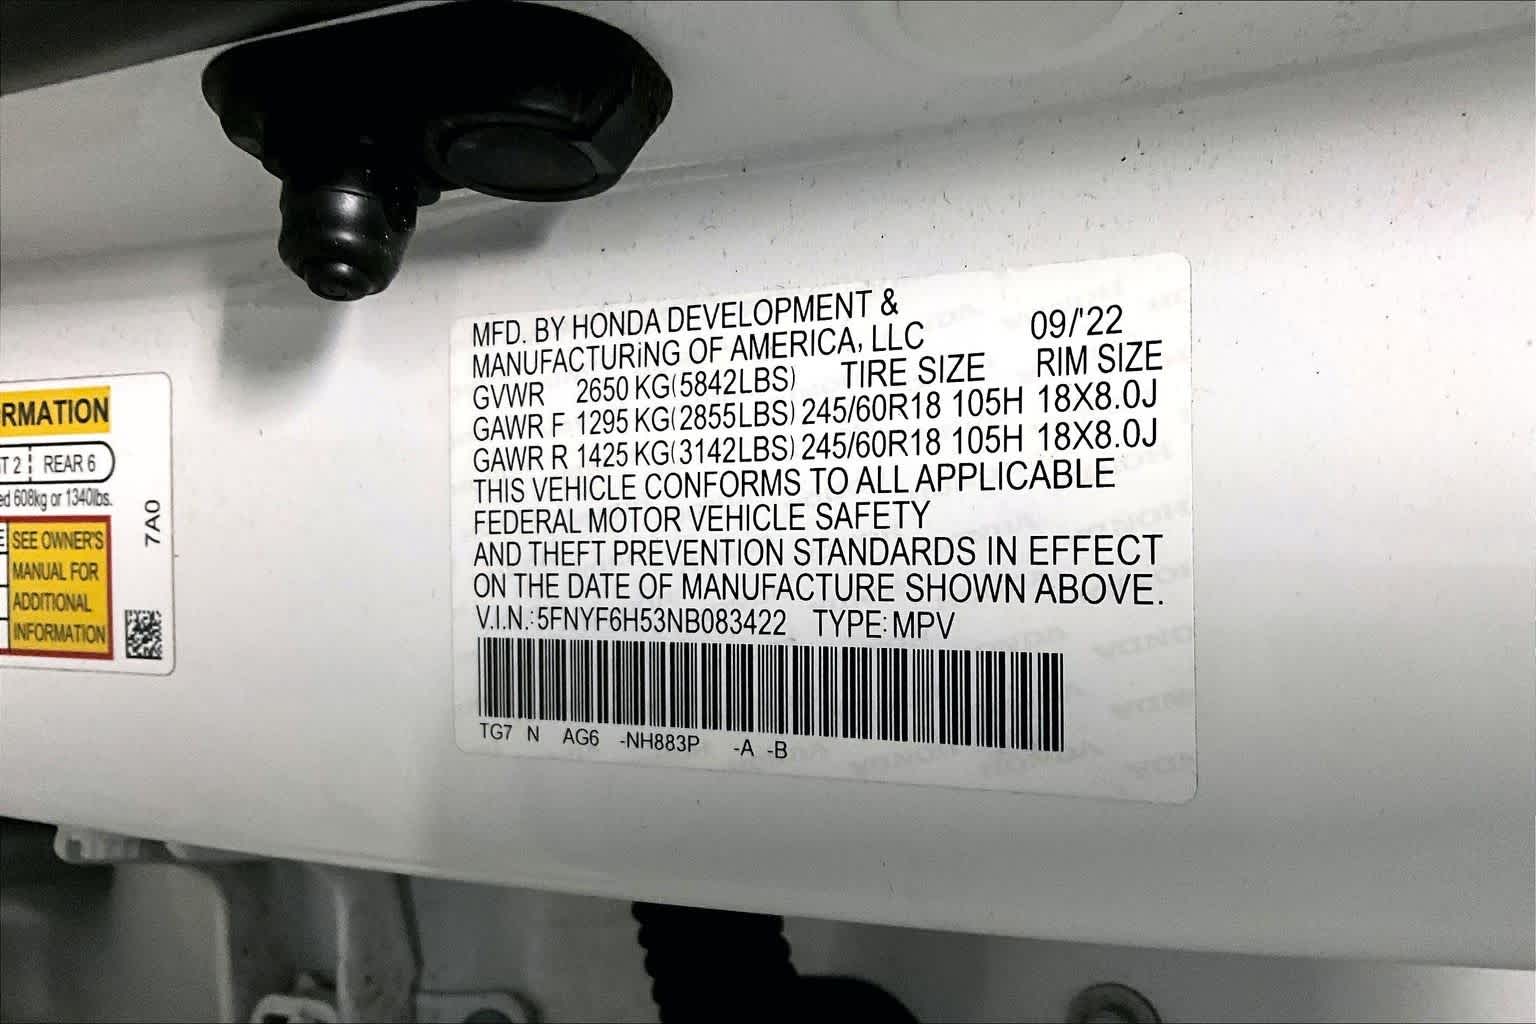 RMATION
T 2 REAR 6
ed 608kg or 1340lbs.
SEE OWNER'S
MANUAL FOR
ADDITIONAL
INFORMATION
7A0
MFD. BY HONDA DEVELOPMENT &
MANUFACTURING OF AMERICA, LLC 09/'22
GVWR 2650 KG(5842LBS) TIRE SIZE RIM SIZE
GAWR F 1295 KG(2855LBS) 245/60R18 105H 18X8.0J
GAWR R 1425 KG(3142LBS) 245/60R18 105H 18X8.0J
THIS VEHICLE CONFORMS TO ALL APPLICABLE
FEDERAL MOTOR VEHICLE SAFETY
AND THEFT PREVENTION STANDARDS IN EFFECT
ON THE DATE OF MANUFACTURE SHOWN ABOVE.
V.I.N.:5FNYF6H53NB083422 TYPE:MPV
TG7 N AG6 -NH883P -A -B